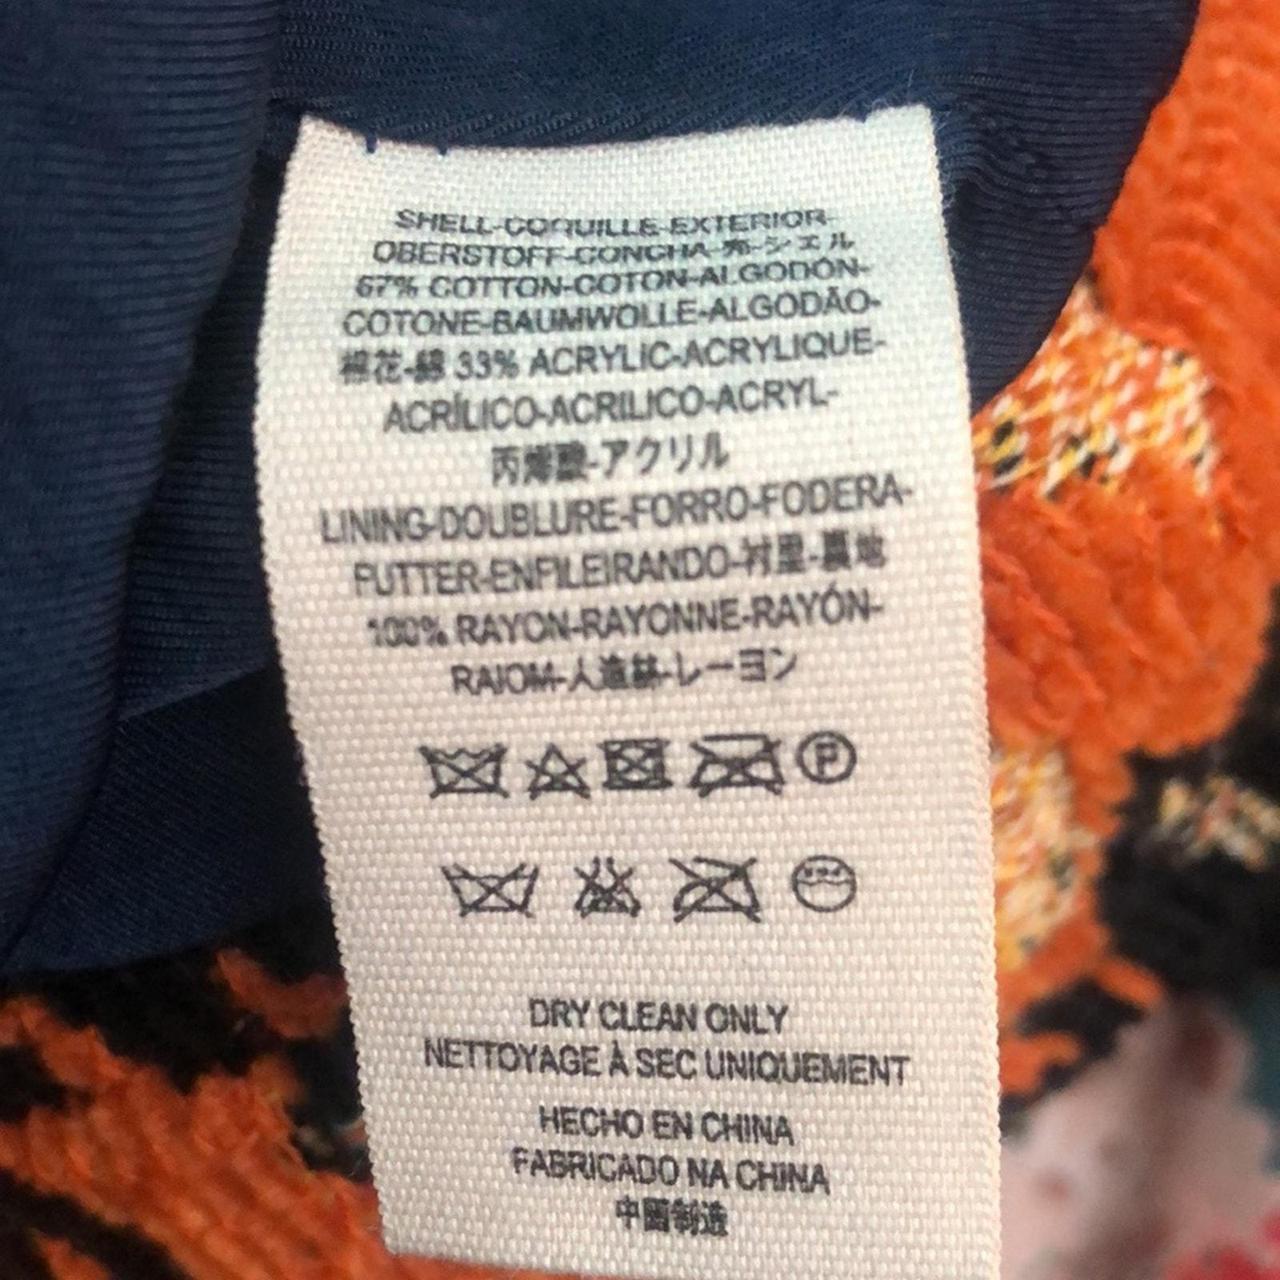 SHELL-COQUILLE-EXTERIOR-
OBERSTOFF-CONCHA-壳-シェル
67% COTTON-COTON-ALGODÓN-
COTONE-BAUMWOLLE-ALGODÃO-
棉花-綿 33% ACRYLIC-ACRYLIQUE-
ACRÍLICO-ACRILICO-ACRYL-
丙烯酸-アクリル
LINING-DOUBLURE-FORRO-FODERA-
FUTTER-ENFILEIRANDO-衬里-裏地
100% RAYON-RAYONNE-RAYÓN-
RAIOM-人造絲-レーヨン
P
DRY CLEAN ONLY
NETTOYAGE À SEC UNIQUEMENT
HECHO EN CHINA
FABRICADO NA CHINA
中國制造